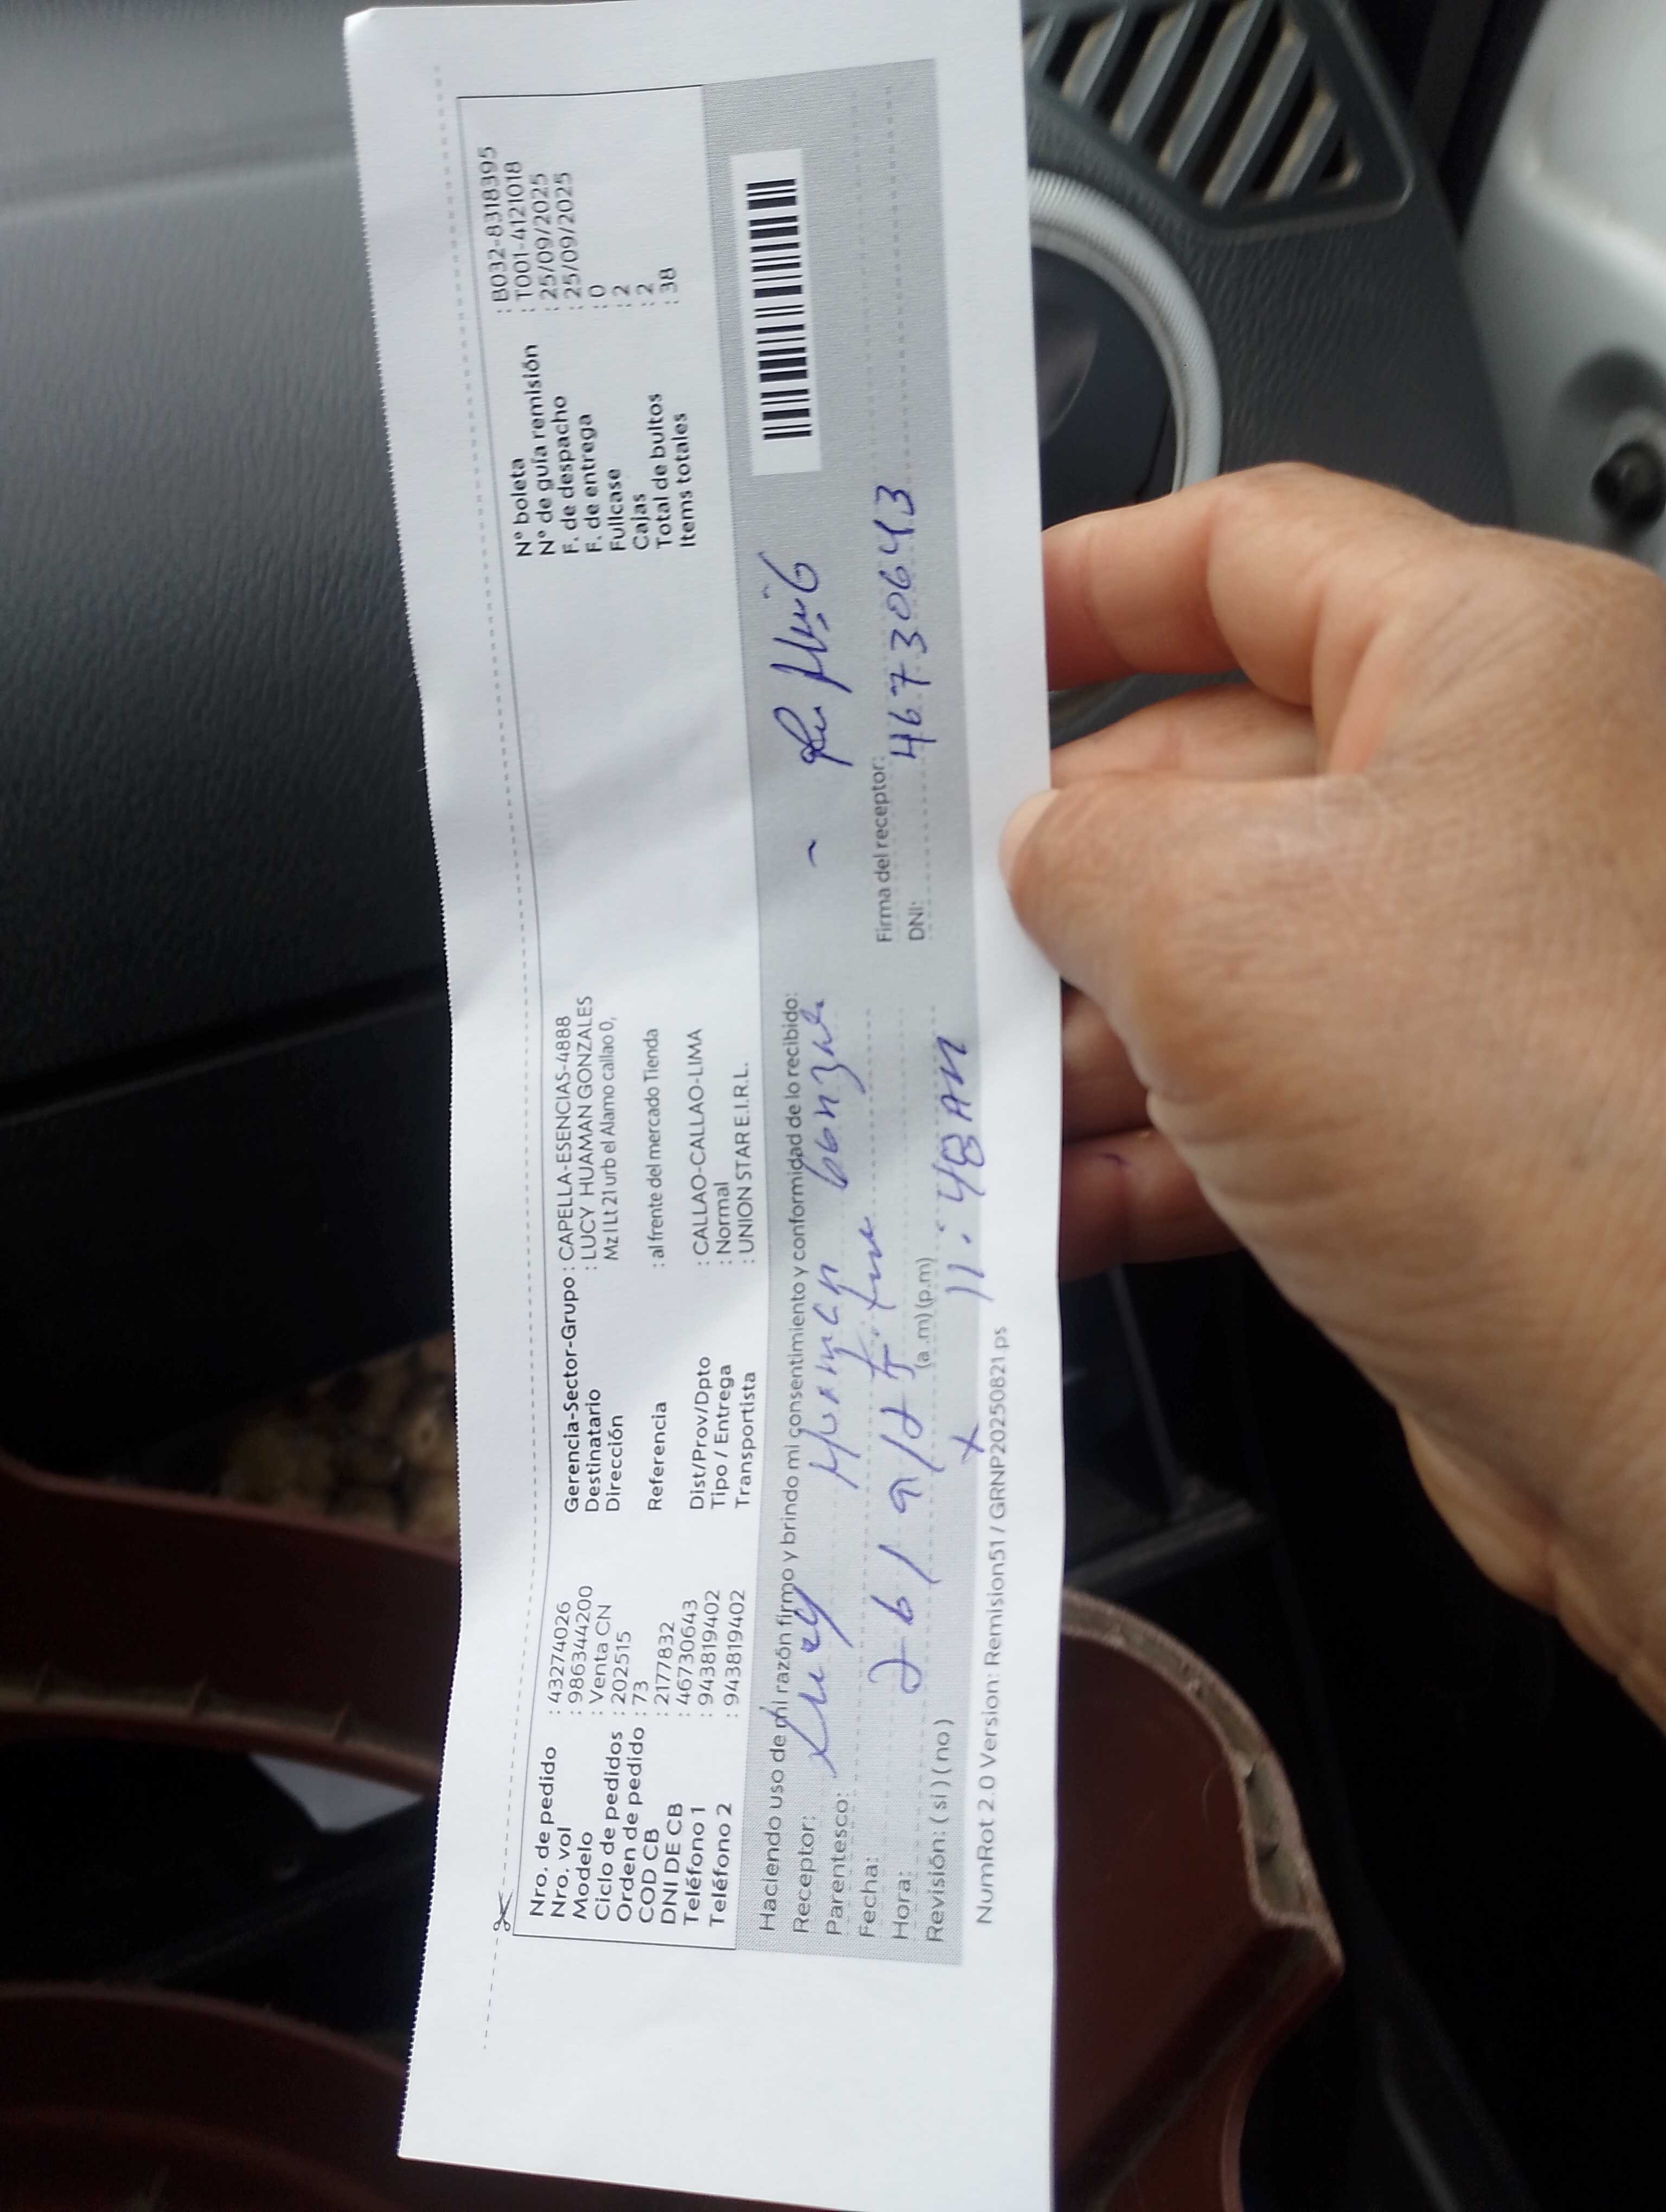 Nro. de pedido : 43274026
Nro. vol : 986344200
Modelo : Venta CN
Ciclo de pedidos : 202515
Orden de pedido : 73
COD CB : 2177832
DNI DE CB : 46730643
Teléfono 1 : 943819402
Teléfono 2 : 943819402
Gerencia-Sector-Grupo : CAPELLA-ESENCIAS-4888
Destinatario : LUCY HUAMAN GONZALES
Dirección Mz I Lt 21 urb el Alamo callao 0,
Referencia : al frente del mercado Tienda
Dist/Prov/Dpto : CALLAO-CALLAO-LIMA
Tipo / Entrega : Normal
Transportista : UNION STAR E.I.R.L.
N° boleta : B032-8318395
N° de guía remisión : T001-4121018
F. de despacho : 25/09/2025
F. de entrega : 25/09/2025
Fullcase : 0
Cajas : 2
Total de bultos : 2
Items totales : 38
Haciendo uso de mi razón firmo y brindo mi consentimiento y conformidad de lo recibido:
Receptor: Lucy Huaman
Parentesco:
Fecha: 26/9/25
Hora: (a .m) (p.m) 11:48 AM
Revisión: ( si ) ( no ) x
Firma del receptor:
DNI: 46730643
NumRot 2.0 Version: Remision51 / GRNP20250821.ps